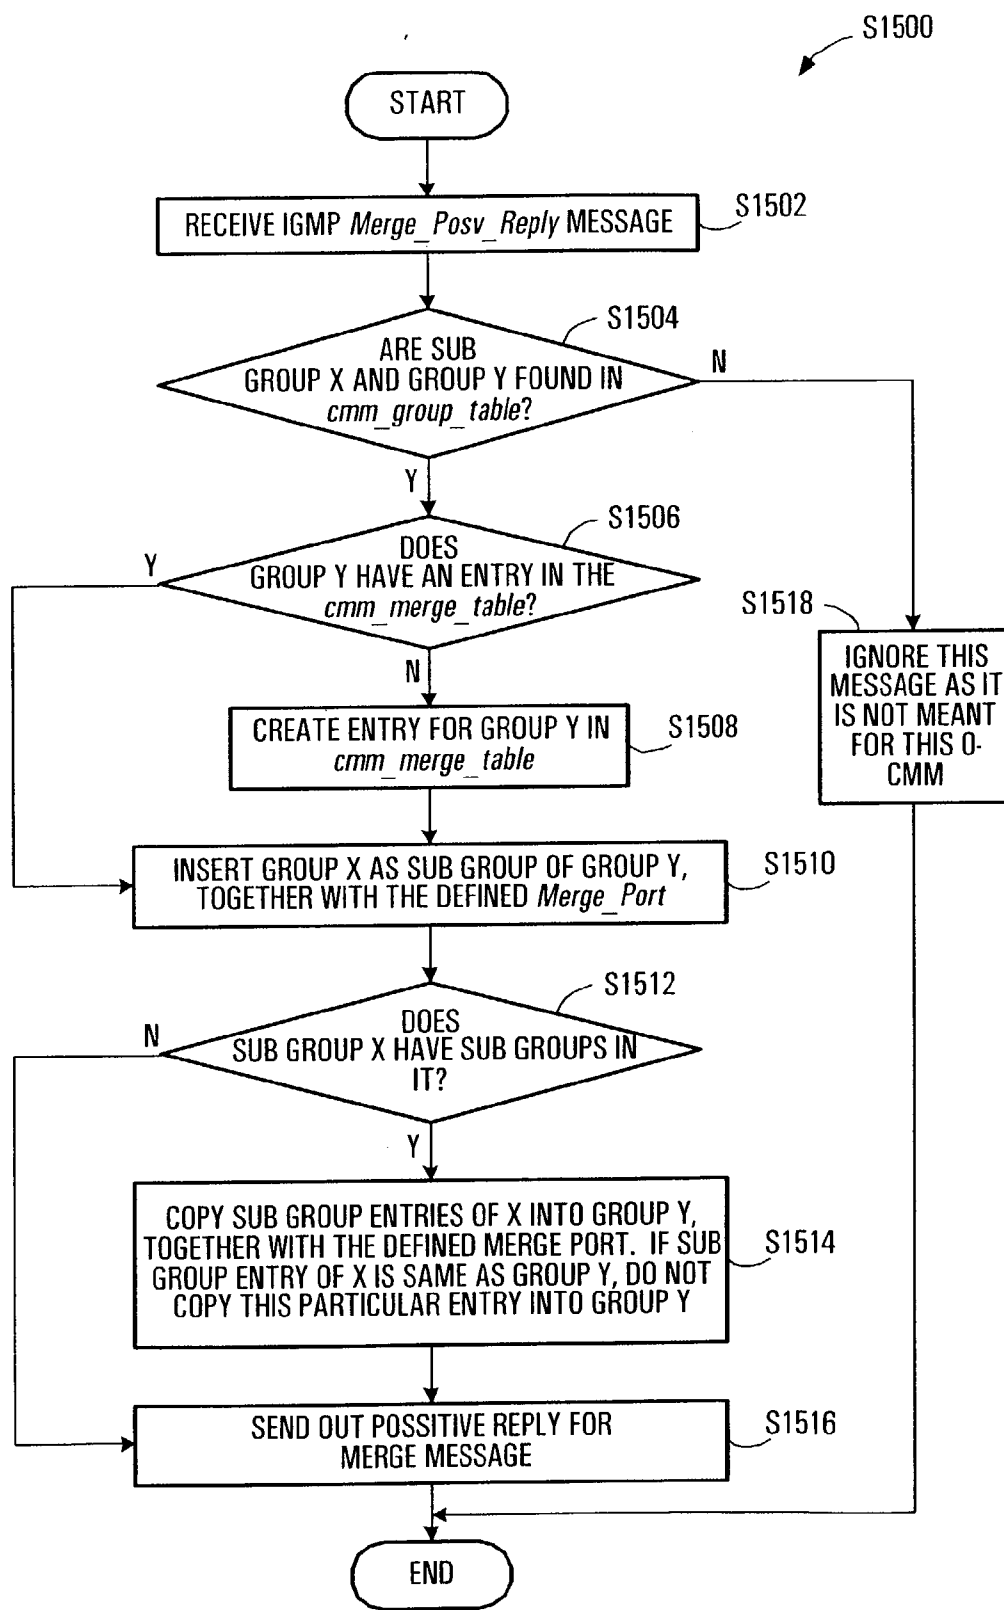 S1500
START
S1502
RECEIVE IGMP Merge_Posv_Reply MESSAGE
S1504
ARE SUB
GROUP X AND GROUP Y FOUND IN
cmm_group_table?
N
Y
S1506
DOES
GROUP Y HAVE AN ENTRY IN THE
cmm_merge_table?
Y
N
S1518
IGNORE THIS
MESSAGE AS IT
IS NOT MEANT
FOR THIS 0-
CMM
CREATE ENTRY FOR GROUP Y IN
cmm_merge_table
S1508
INSERT GROUP X AS SUB GROUP OF GROUP Y,
TOGETHER WITH THE DEFINED Merge_Port
S1510
S1512
DOES
SUB GROUP X HAVE SUB GROUPS IN
IT?
N
Y
COPY SUB GROUP ENTRIES OF X INTO GROUP Y,
TOGETHER WITH THE DEFINED MERGE PORT. IF SUB
GROUP ENTRY OF X IS SAME AS GROUP Y, DO NOT
COPY THIS PARTICULAR ENTRY INTO GROUP Y
S1514
SEND OUT POSSITIVE REPLY FOR
MERGE MESSAGE
S1516
END